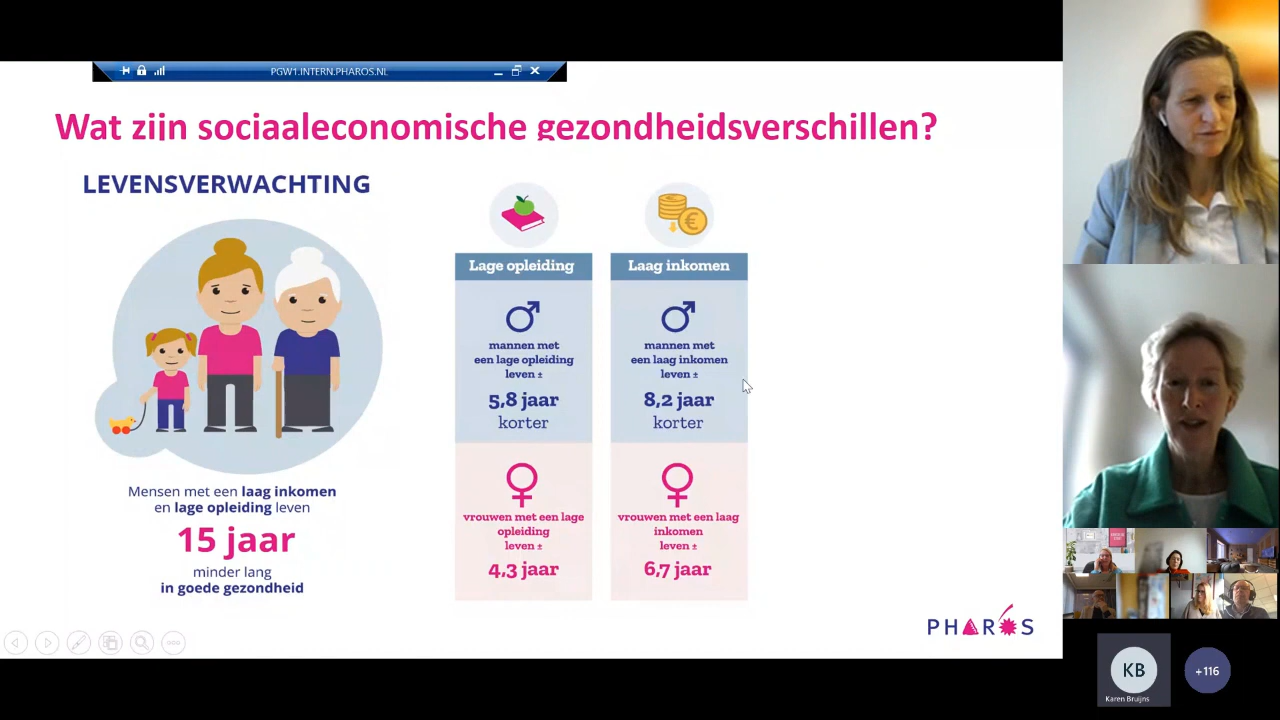 PGW1.INTERN.PHAROS.NL
Wat zijn sociaaleconomische gezondheidsverschillen?
LEVENSVERWACHTING
Mensen met een laag inkomen
en lage opleiding leven
15 jaar
minder lang
in goede gezondheid
Lage opleiding
mannen met
een lage opleiding
leven ±
5,8 jaar
korter
vrouwen met een lage
opleiding
leven ±
4,3 jaar
Laag inkomen
mannen met
een laag inkomen
leven ±
8,2 jaar
korter
vrouwen met een laag
inkomen
leven ±
6,7 jaar
PHAROS
KB
Karen Bruijns
+116